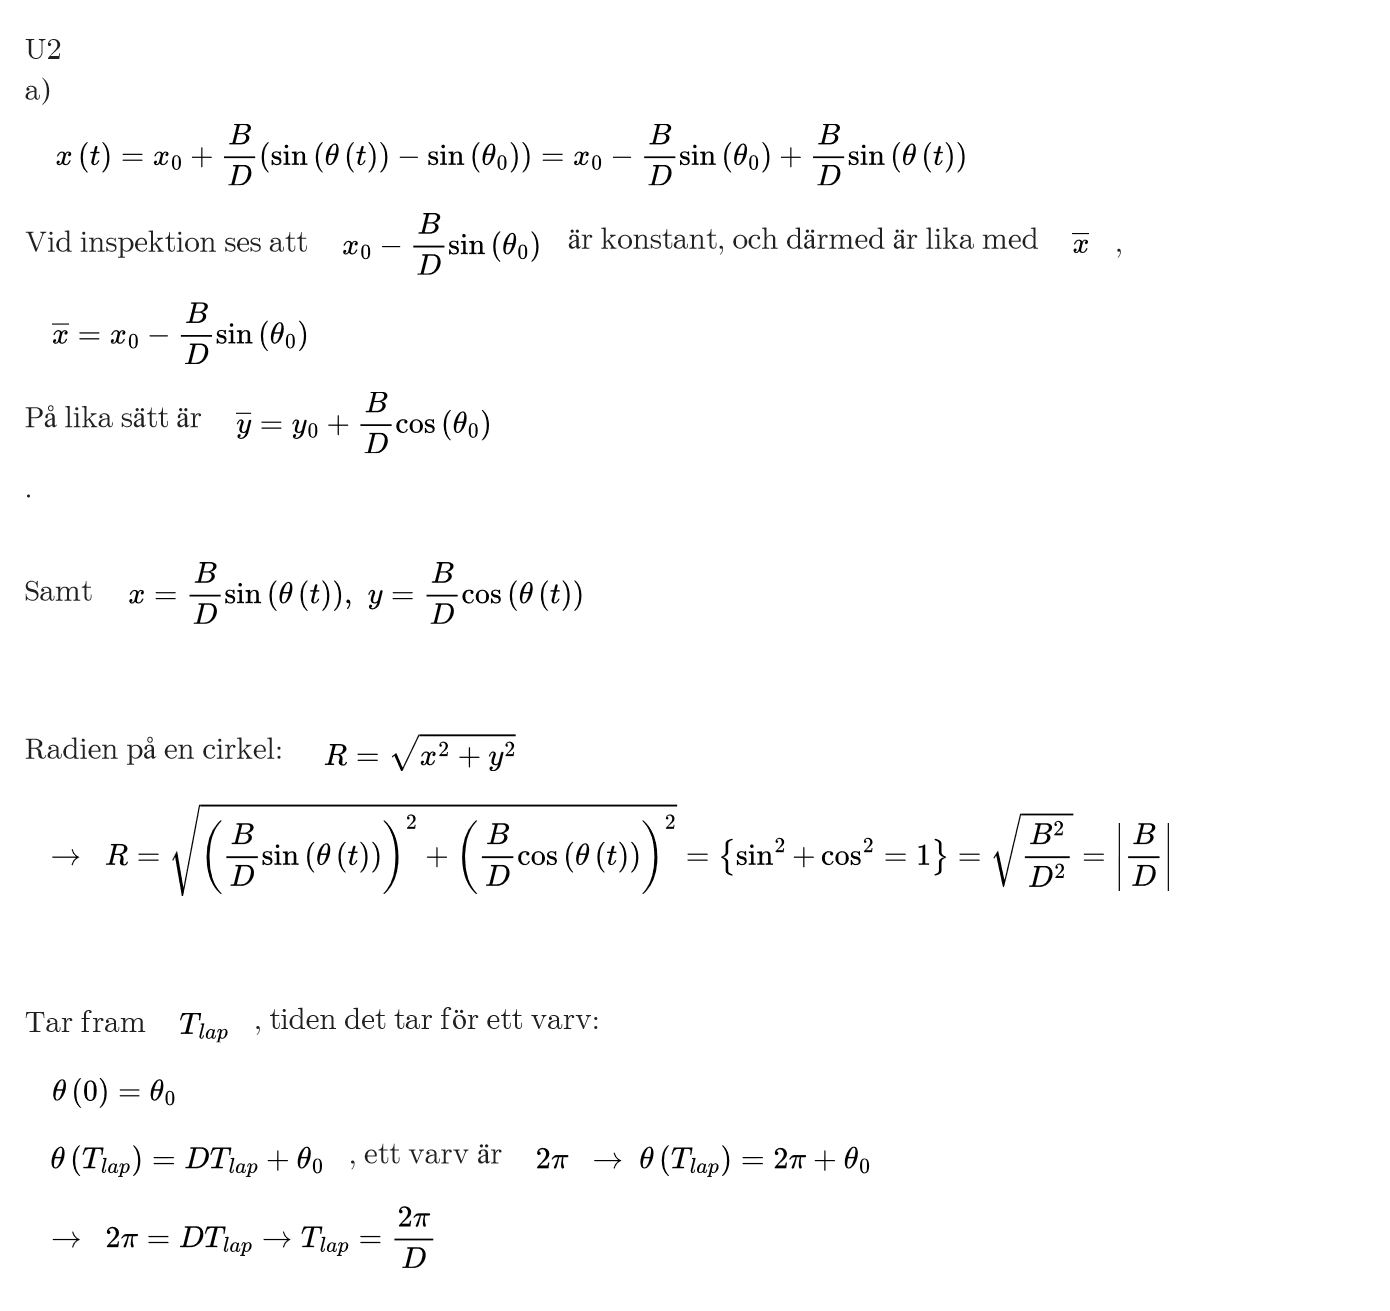 U2
a)
x(t) = x₀ + B/D (sin(θ(t)) − sin(θ₀)) = x₀ − B/D sin(θ₀) + B/D sin(θ(t))
Vid inspektion ses att x₀ − B/D sin(θ₀) är konstant, och därmed är lika med x̅ ,
x̅ = x₀ − B/D sin(θ₀)
På lika sätt är y̅ = y₀ + B/D cos(θ₀)
.
Samt x = B/D sin(θ(t)), y = B/D cos(θ(t))
Radien på en cirkel: R = √(x² + y²)
→ R = √((B/D sin(θ(t)))² + (B/D cos(θ(t)))²) = {sin² + cos² = 1} = √(B²/D²) = |B/D|
Tar fram T_lap , tiden det tar för ett varv:
θ(0) = θ₀
θ(T_lap) = DT_lap + θ₀ , ett varv är 2π → θ(T_lap) = 2π + θ₀
→ 2π = DT_lap → T_lap = 2π/D